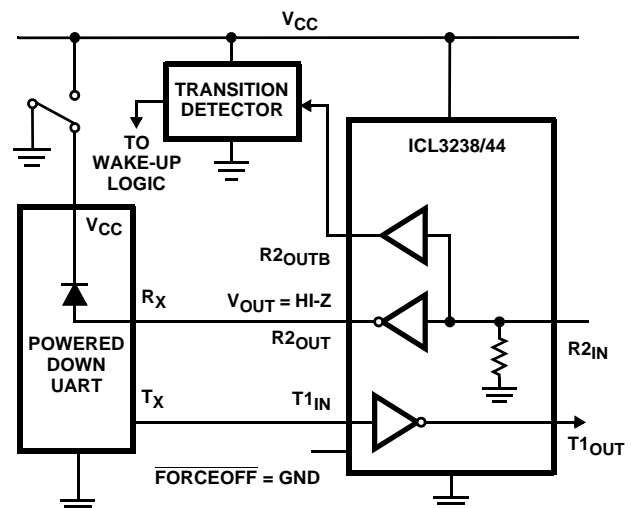 VCC
TRANSITION
DETECTOR
TO
WAKE-UP
LOGIC
ICL3238/44
VCC
R2OUTB
RX
VOUT = HI-Z
POWERED
DOWN
UART
R2OUT
R2IN
TX
T1IN
T1OUT
FORCEOFF = GND